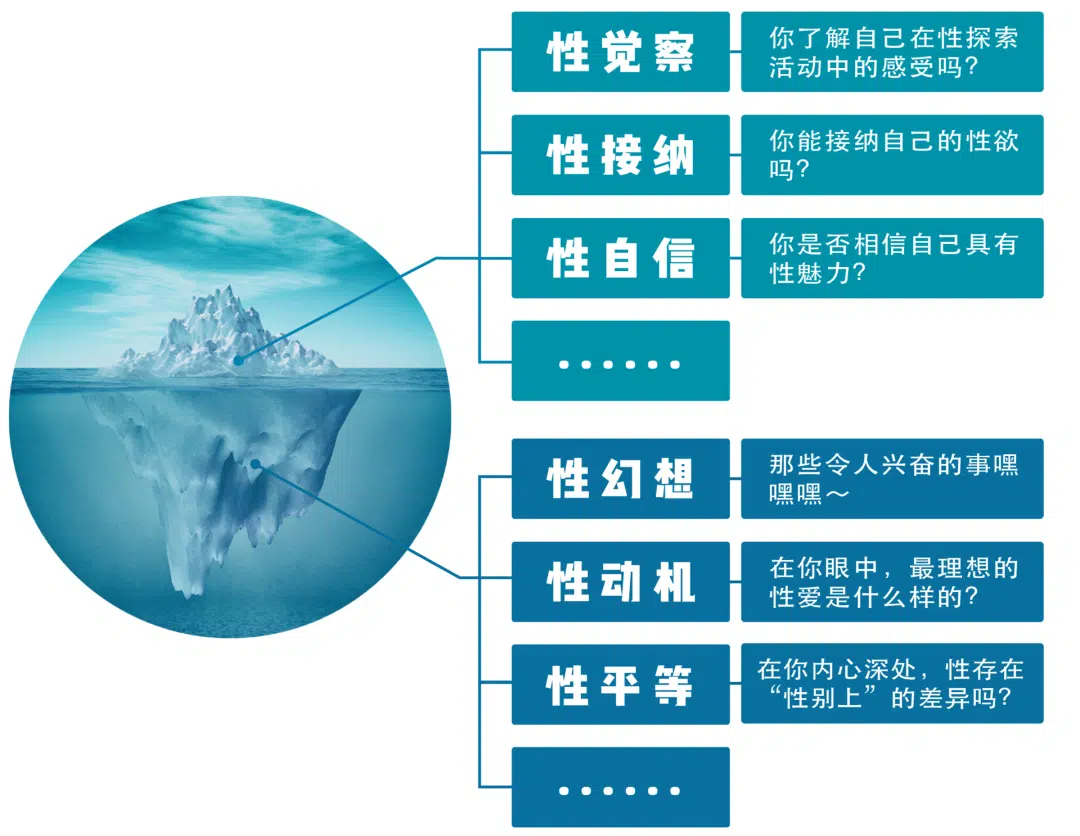 性觉察
你了解自己在性探索
活动中的感受吗？
性接纳
你能接纳自己的性欲
吗？
性自信
你是否相信自己具有
性魅力？
······
性幻想
那些令人兴奋的事嘿
嘿嘿～
性动机
在你眼中，最理想的
性爱是什么样的？
性平等
在你内心深处，性存在
“性别上”的差异吗？
······